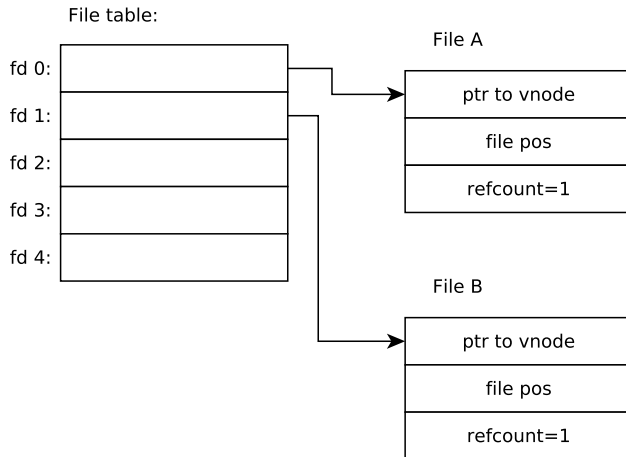 File table:
fd 0:
fd 1:
fd 2:
fd 3:
fd 4:
File A
ptr to vnode
file pos
refcount=1
File B
ptr to vnode
file pos
refcount=1